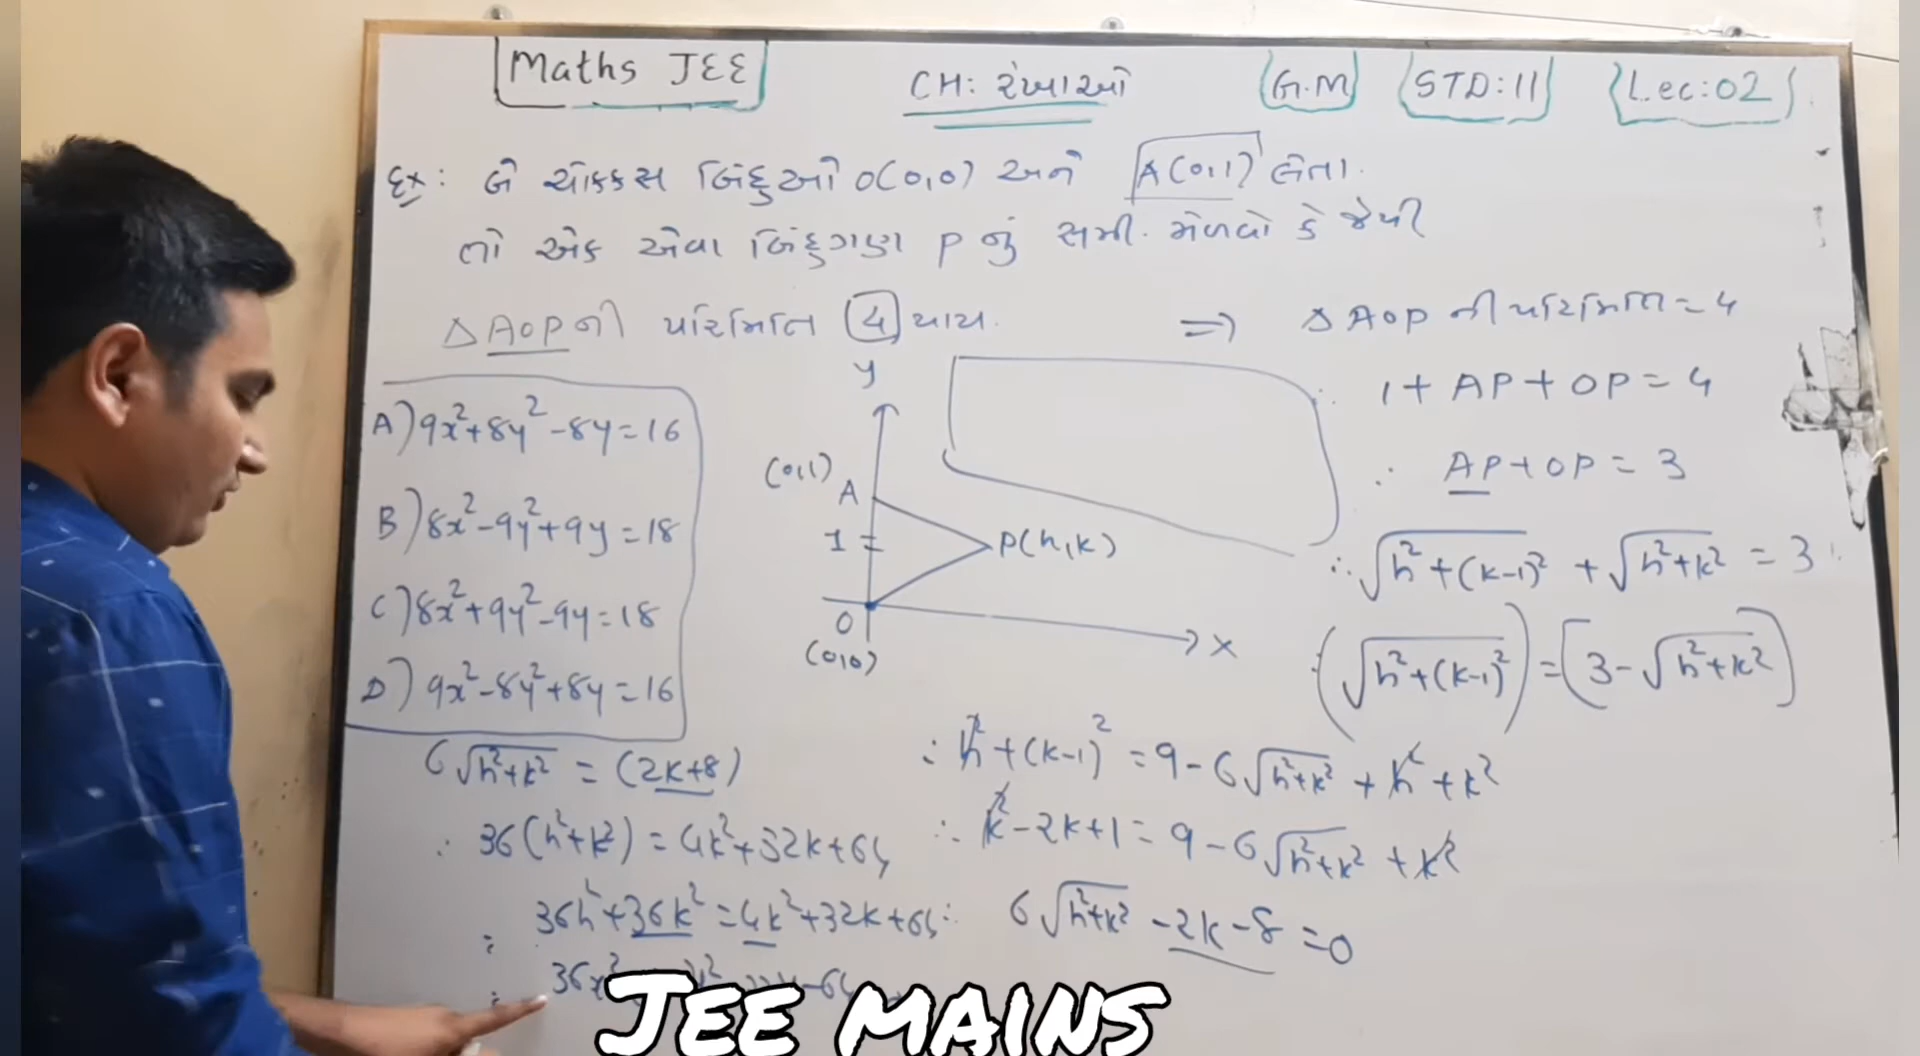 Maths JEE
CH: રેખાઓ
G.M
STD:11
Lec:02
Ex: બે ચોક્કસ બિંદુઓ O(0,0) અને A(0,1) લેતા.
તો એક એવા બિંદુગણ P નું સમી. મેળવો કે જેથી
△AOP ની પરિમિતિ 4 થાય.
⇒ △AOP ની પરિમિતિ = 4
∴ 1 + AP + OP = 4
∴ AP + OP = 3
∴ √h²+(k-1)² + √h²+k² = 3
∴ (√h²+(k-1)²) = [3 - √h²+k²]
A) 9x²+8y²-8y=16
B) 8x²-9y²+9y=18
C) 8x²+9y²-9y=18
D) 9x²-8y²+8y=16
y
(0,1) A
1
P(h,k)
O
(0,0)
x
∴ h²+(k-1)² = 9-6√h²+k² + h² + k²
∴ k²-2k+1 = 9-6√h²+k² + k²
∴ 6√h²+k² -2k-8 = 0
6√h²+k² = (2k+8)
∴ 36(h²+k²) = 4k²+32k+64
∴ 36h²+36k² = 4k²+32k+64
∴ 36x²
JEE MAINS